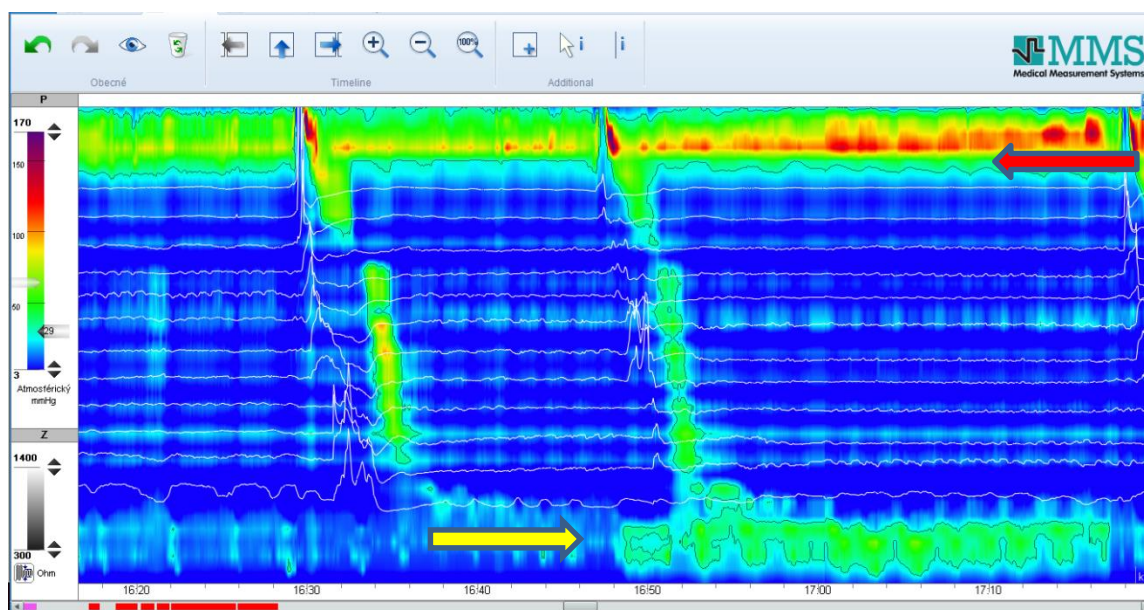 100%
i
i
MMS
Medical Measurement Systems
Obecné
Timeline
Additional
P
170
150
100
50
29
3
Atmosférický
mmHg
Z
1400
300
Ohm
k
16:20
16:30
16:40
16:50
17:00
17:10